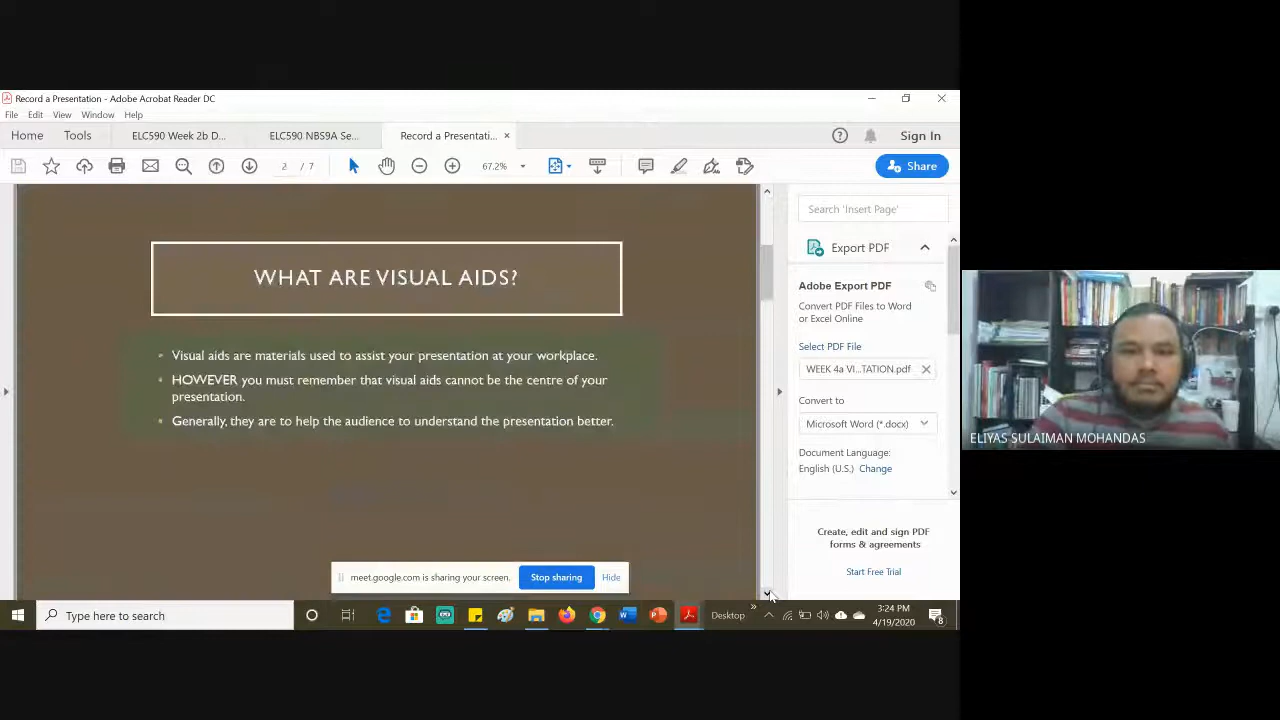 Record a Presentation - Adobe Acrobat Reader DC
File Edit View Window Help
Home Tools ELC590 Week 2b D... ELC590 NBS9A Se... Record a Presentati... × Sign In
2 / 7 67.2% Share
WHAT ARE VISUAL AIDS?
Visual aids are materials used to assist your presentation at your workplace.
HOWEVER you must remember that visual aids cannot be the centre of your
presentation.
Generally, they are to help the audience to understand the presentation better.
Search 'Insert Page'
Export PDF
Adobe Export PDF
Convert PDF Files to Word
or Excel Online
Select PDF File
WEEK 4a VI...TATION.pdf
Convert to
Microsoft Word (*.docx)
Document Language:
English (U.S.) Change
Create, edit and sign PDF
forms & agreements
Start Free Trial
meet.google.com is sharing your screen. Stop sharing Hide
Type here to search
Desktop
3:24 PM
4/19/2020
8
ELIYAS SULAIMAN MOHANDAS